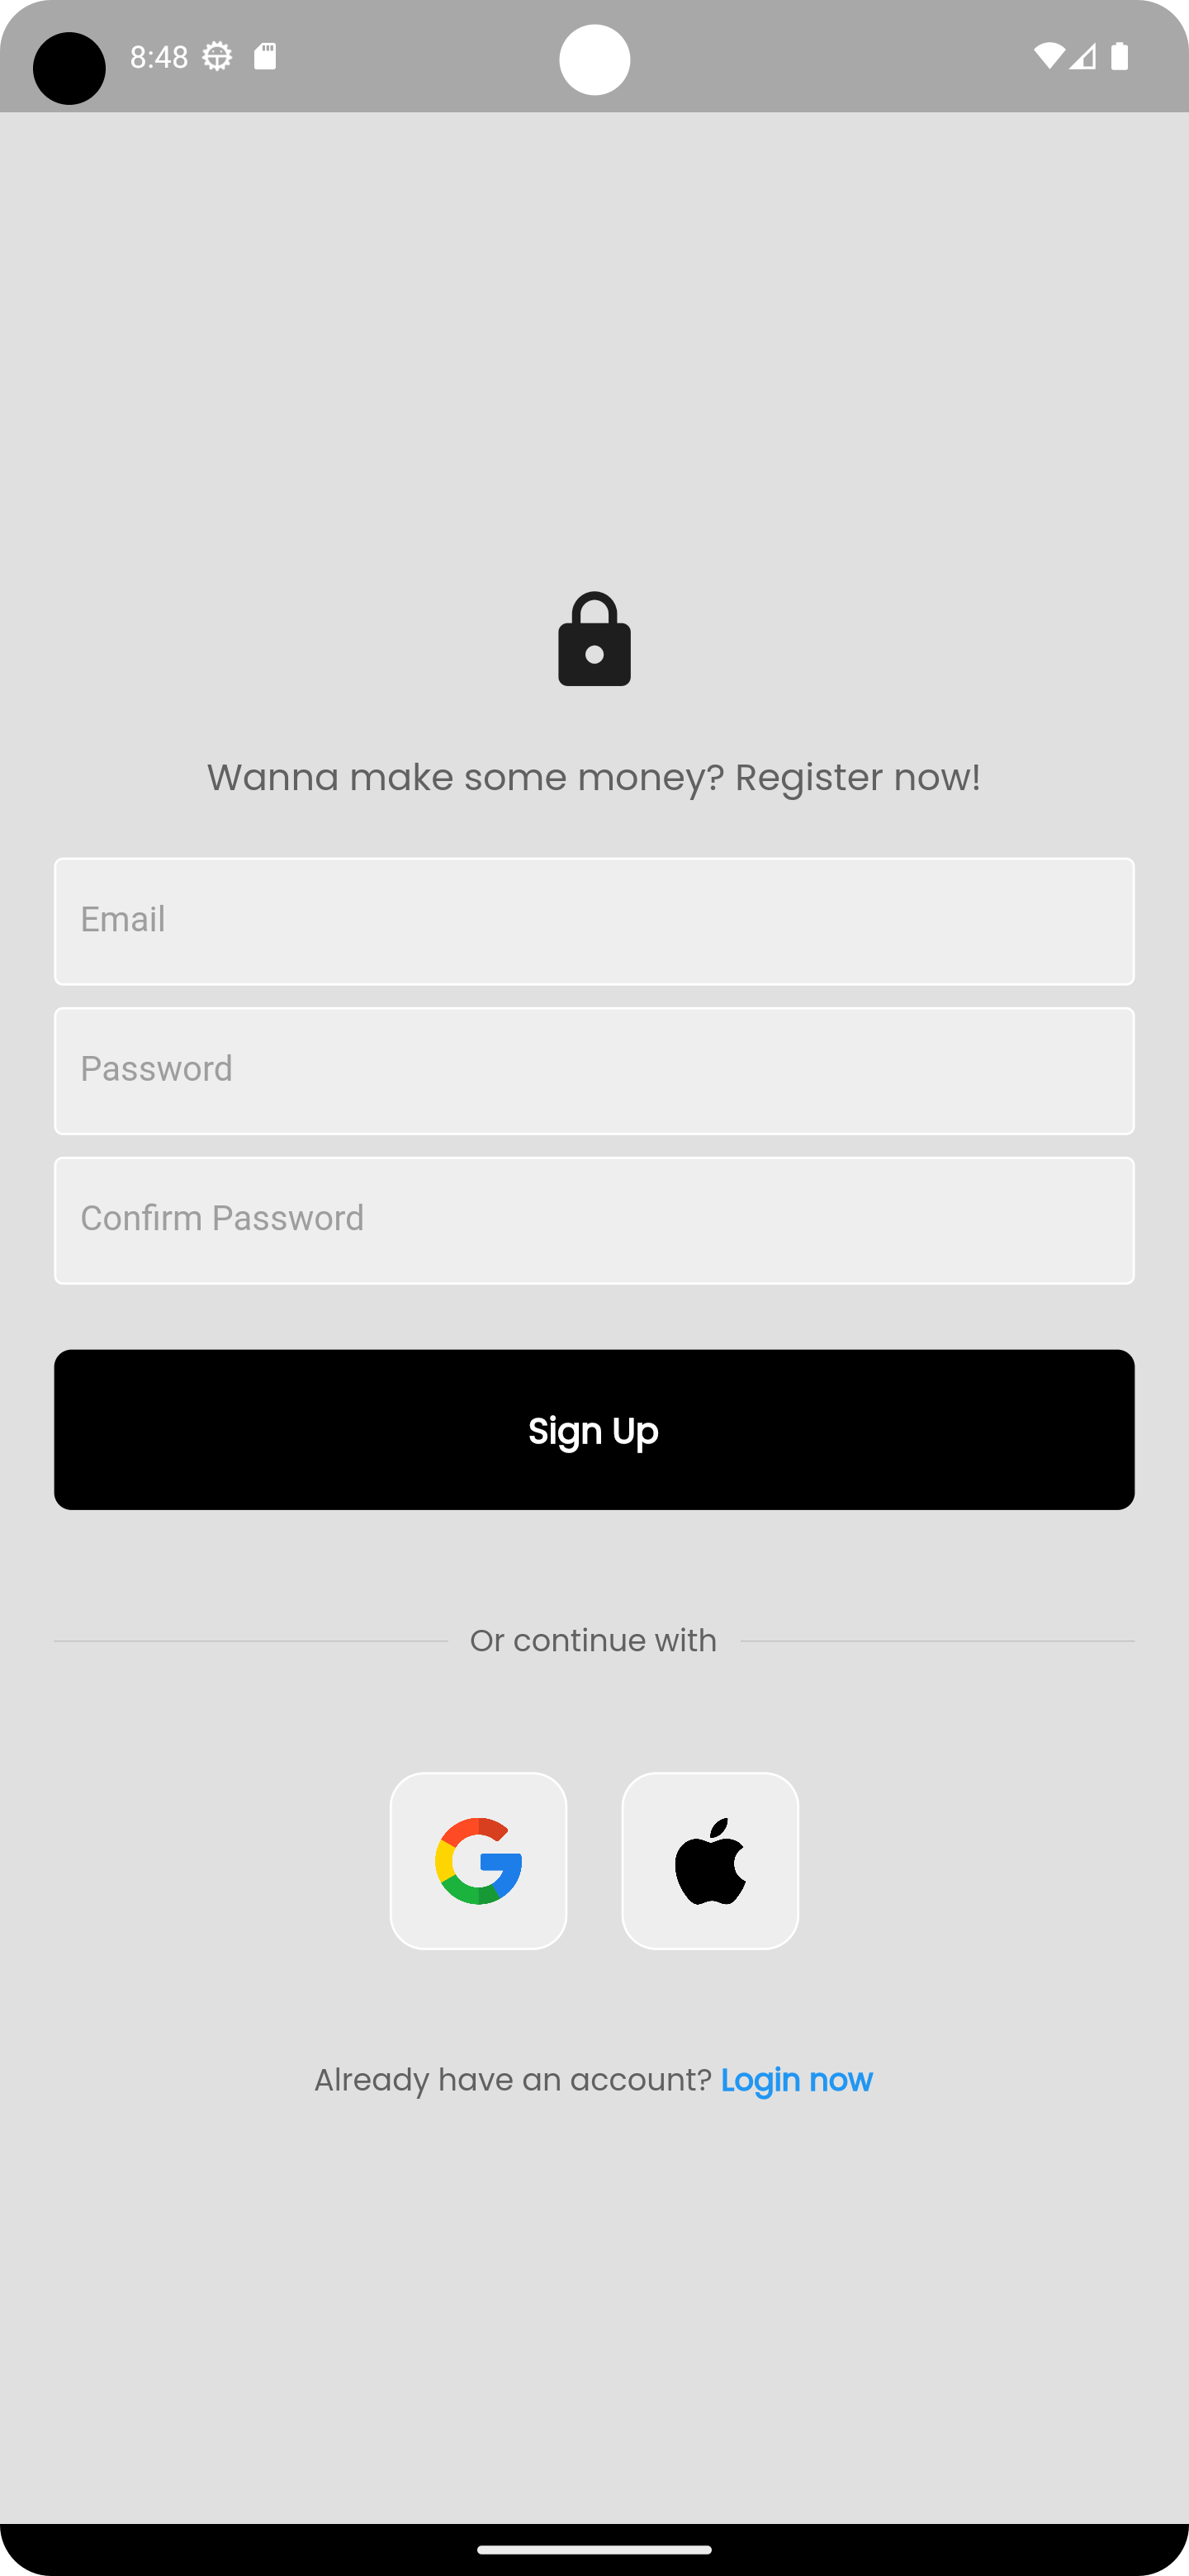 8:48
Wanna make some money? Register now!
Email
Password
Confirm Password
Sign Up
Or continue with
Already have an account? Login now